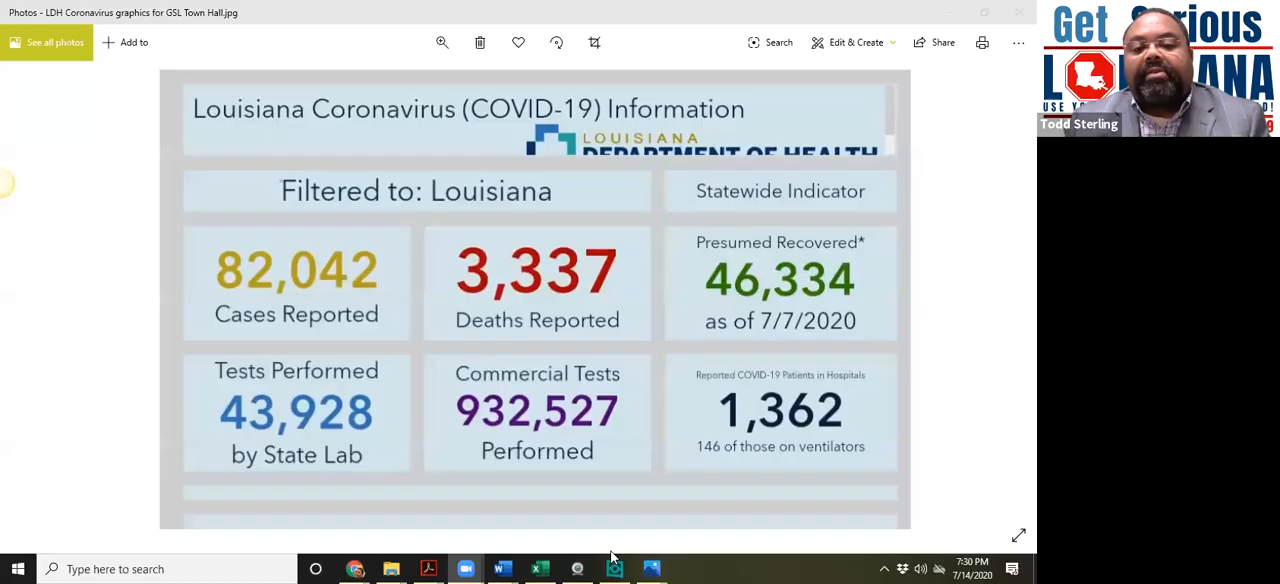 Photos - LDH Coronavirus graphics for GSL Town Hall.jpg
See all photos
Add to
Search
Edit & Create
Share
Get Serious
USE YO
Todd Sterling
Louisiana Coronavirus (COVID-19) Information
LOUISIANA
DEPARTMENT OF HEALTH
Filtered to: Louisiana
Statewide Indicator
82,042
Cases Reported
3,337
Deaths Reported
Presumed Recovered*
46,334
as of 7/7/2020
Tests Performed
43,928
by State Lab
Commercial Tests
932,527
Performed
Reported COVID-19 Patients in Hospitals
1,362
146 of those on ventilators
Type here to search
7:30 PM
7/14/2020